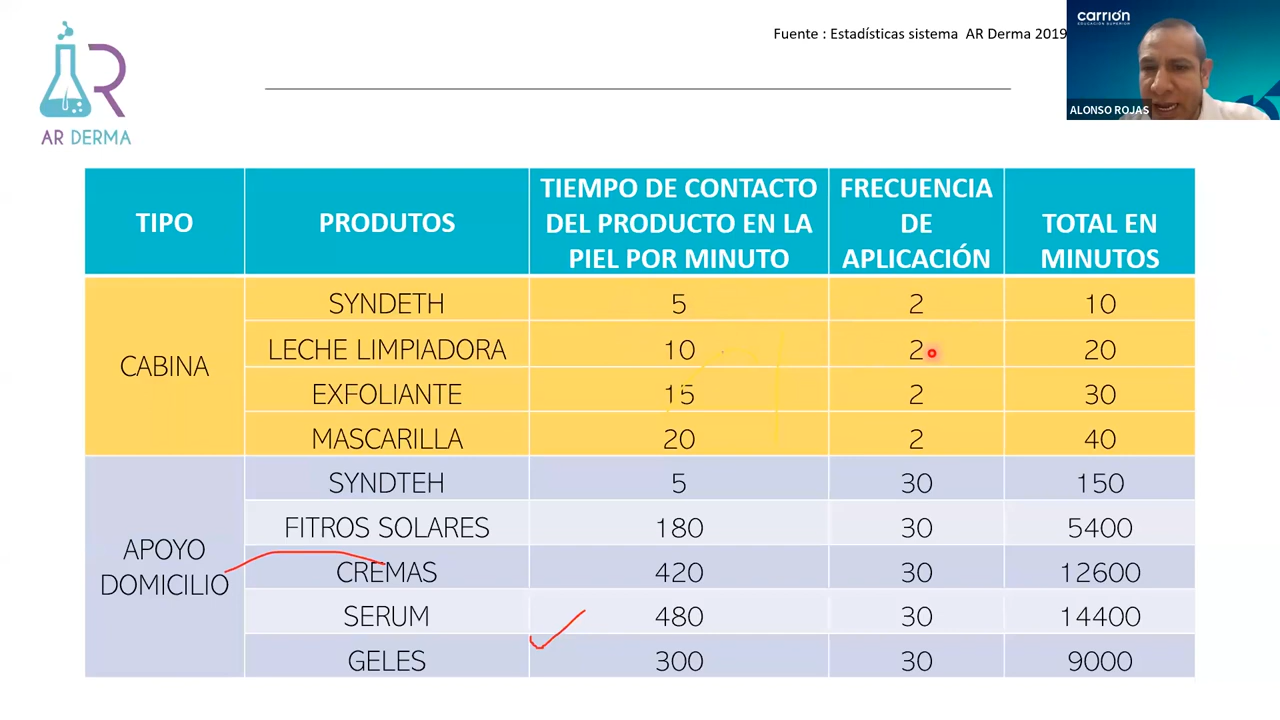 Fuente : Estadísticas sistema AR Derma 2019
carrión
EDUCACIÓN SUPERIOR
ALONSO ROJAS
AR DERMA
TIPO
PRODUTOS
TIEMPO DE CONTACTO
DEL PRODUCTO EN LA
PIEL POR MINUTO
FRECUENCIA
DE
APLICACIÓN
TOTAL EN
MINUTOS
CABINA
SYNDETH 5 2 10
LECHE LIMPIADORA 10 2 20
EXFOLIANTE 15 2 30
MASCARILLA 20 2 40
APOYO
DOMICILIO
SYNDTEH 5 30 150
FITROS SOLARES 180 30 5400
CREMAS 420 30 12600
SERUM 480 30 14400
GELES 300 30 9000